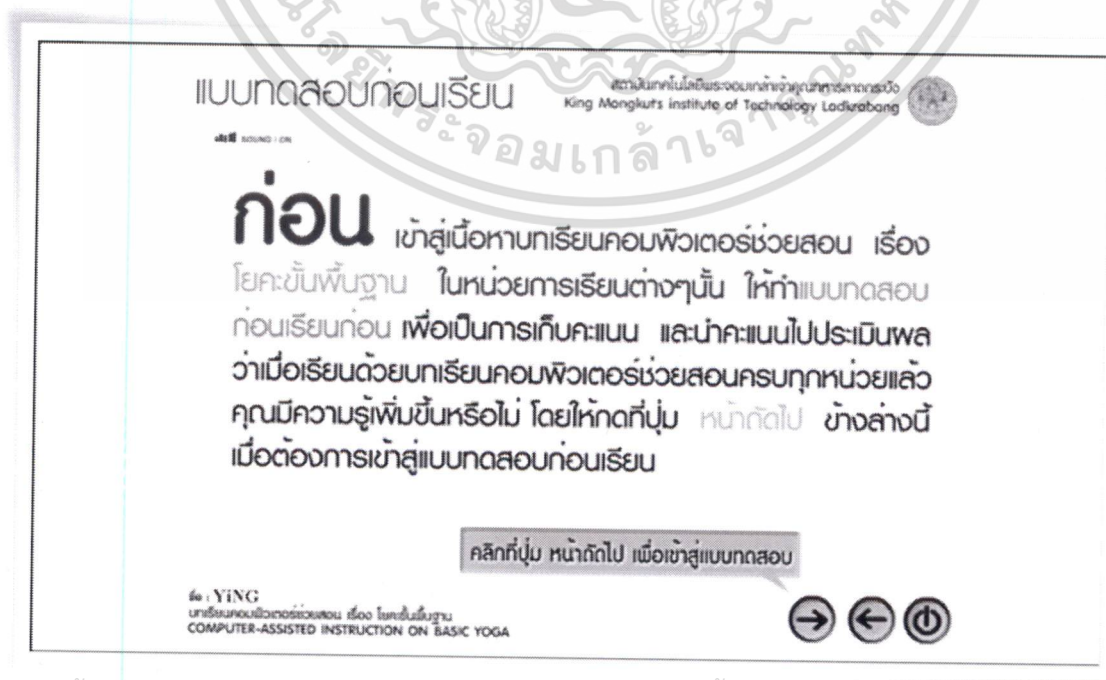 แบบทดสอบก่อนเรียน
สถาบันเทคโนโลยีพระจอมเกล้าเจ้าคุณทหารลาดกระบัง
King Mongkuts institute of Technology Ladkrabang
SOUND : ON
ก่อน เข้าสู่เนื้อหาบทเรียนคอมพิวเตอร์ช่วยสอน เรื่อง
โยคะขั้นพื้นฐาน ในหน่วยการเรียนต่างๆนั้น ให้ทำแบบทดสอบ
ก่อนเรียนก่อน เพื่อเป็นการเก็บคะแนน และนำคะแนนไปประเมินผล
ว่าเมื่อเรียนด้วยบทเรียนคอมพิวเตอร์ช่วยสอนครบทุกหน่วยแล้ว
คุณมีความรู้เพิ่มขึ้นหรือไม่ โดยให้กดที่ปุ่ม หน้าถัดไป ข้างล่างนี้
เมื่อต้องการเข้าสู่แบบทดสอบก่อนเรียน
คลิกที่ปุ่ม หน้าถัดไป เพื่อเข้าสู่แบบทดสอบ
ชื่อ : YiNG
บทเรียนคอมพิวเตอร์ช่วยสอน เรื่อง โยคะขั้นพื้นฐาน
COMPUTER-ASSISTED INSTRUCTION ON BASIC YOGA